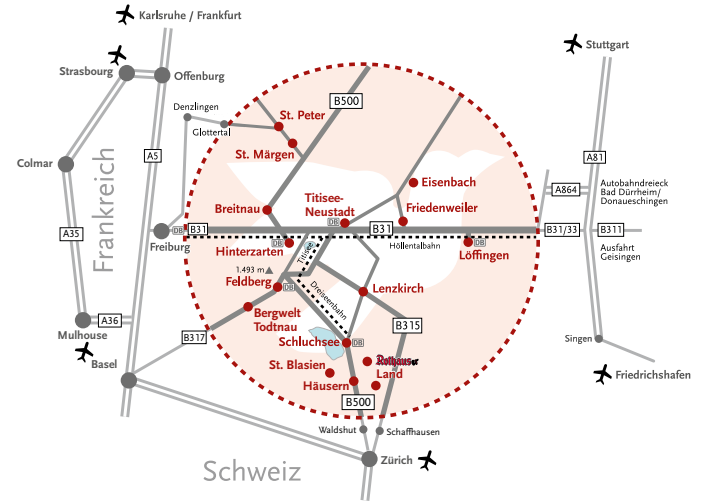 Karlsruhe / Frankfurt
Stuttgart
Strasbourg
Offenburg
B500
Denzlingen
St. Peter
Glottertal
A5
A81
St. Märgen
Colmar
Eisenbach
A864
Autobahndreieck
Bad Dürrheim/
Donaueschingen
Frankreich
Titisee-
Neustadt
Breitnau
Friedenweiler
DB
A35
DB
B31
B31
B31/33
B311
Freiburg
Hinterzarten
DB
Titisee
Höllentalbahn
DB
Löffingen
Ausfahrt
Geisingen
1.493 m
Feldberg
DB
Dreiseenbahn
Lenzkirch
A36
Bergwelt
Todtnau
B315
Mulhouse
B317
Schluchsee
DB
Singen
Basel
St. Blasien
Rothauser
Land
Friedrichshafen
Häusern
B500
Waldshut
Schaffhausen
Zürich
Schweiz